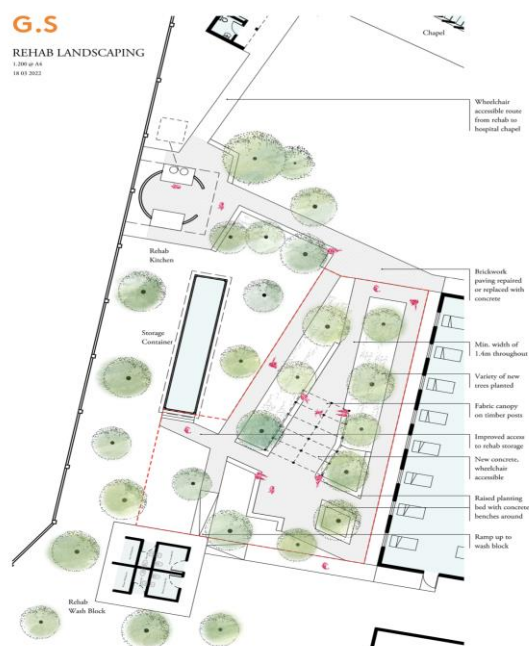 G.S
REHAB LANDSCAPING
1:200 @ A4
18 03 2022
Chapel
Wheelchair
accessible route
from rehab to
hospital chapel
Rehab
Kitchen
Brickwork
paving repaired
or replaced with
concrete
Storage
Container
Min. width of
1.4m throughout
Variety of new
trees planted
Fabric canopy
on timber posts
Improved access
to rehab storage
New concrete,
wheelchair
accessible
Raised planting
bed with concrete
benches around
Ramp up to
wash block
Rehab
Wash Block